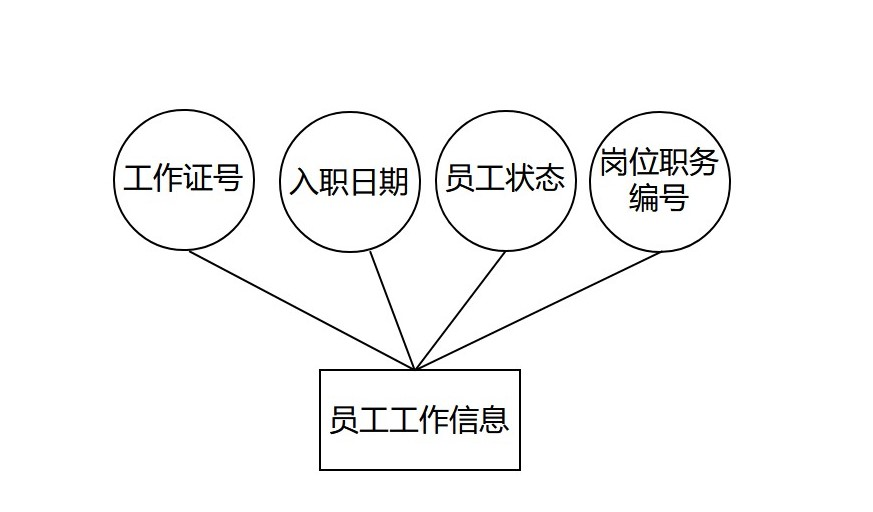 工作证号
入职日期
员工状态
岗位职务
编号
员工工作信息